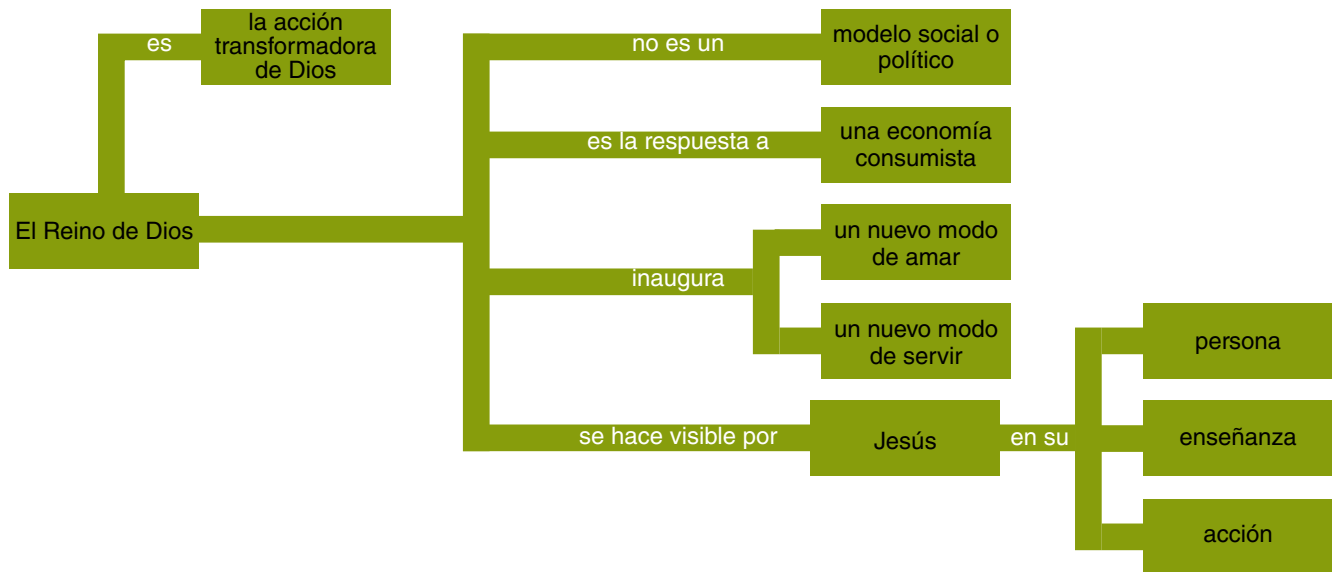 es
la acción
transformadora
de Dios
no es un
modelo social o
político
es la respuesta a
una economía
consumista
El Reino de Dios
inaugura
un nuevo modo
de amar
un nuevo modo
de servir
se hace visible por
Jesús
en su
persona
enseñanza
acción